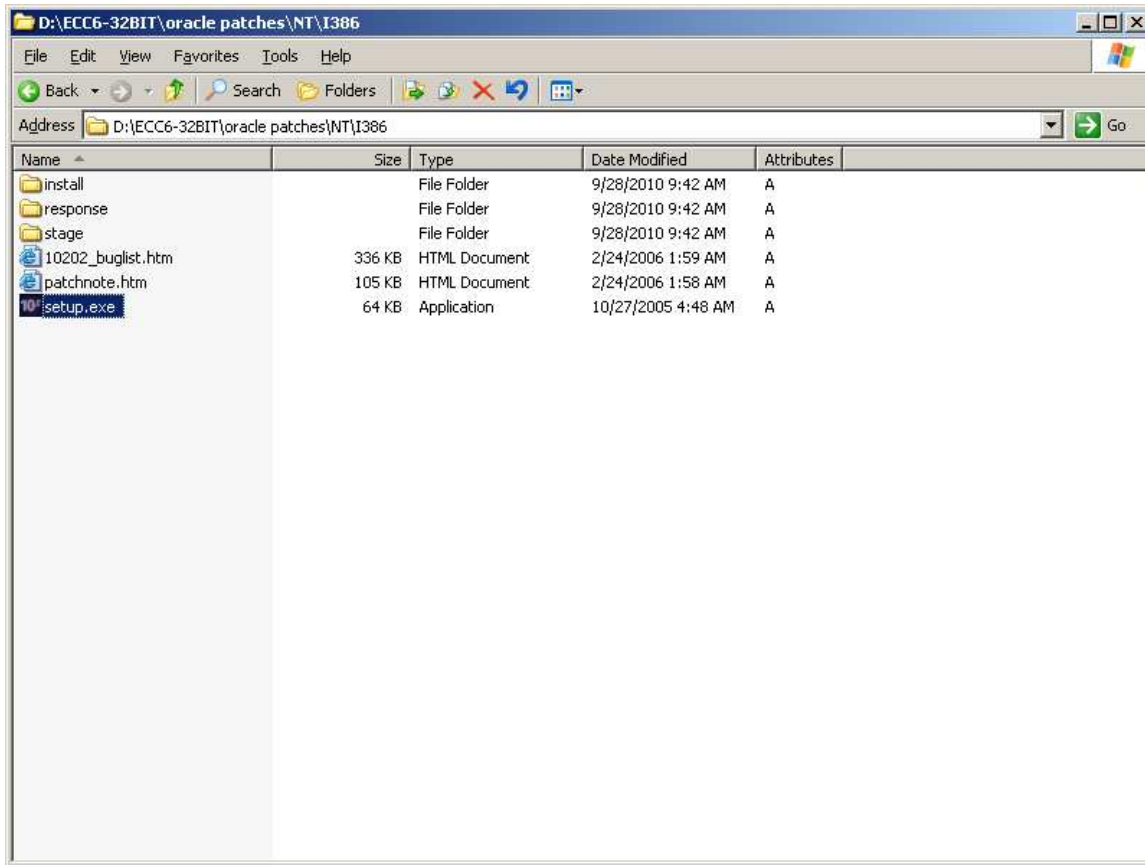 D:\ECC6-32BIT\oracle patches\NT\I386
File Edit View Favorites Tools Help
Back Search Folders
Address D:\ECC6-32BIT\oracle patches\NT\I386 Go
Name Size Type Date Modified Attributes
install File Folder 9/28/2010 9:42 AM A
response File Folder 9/28/2010 9:42 AM A
stage File Folder 9/28/2010 9:42 AM A
10202_buglist.htm 336 KB HTML Document 2/24/2006 1:59 AM A
patchnote.htm 105 KB HTML Document 2/24/2006 1:58 AM A
setup.exe 64 KB Application 10/27/2005 4:48 AM A